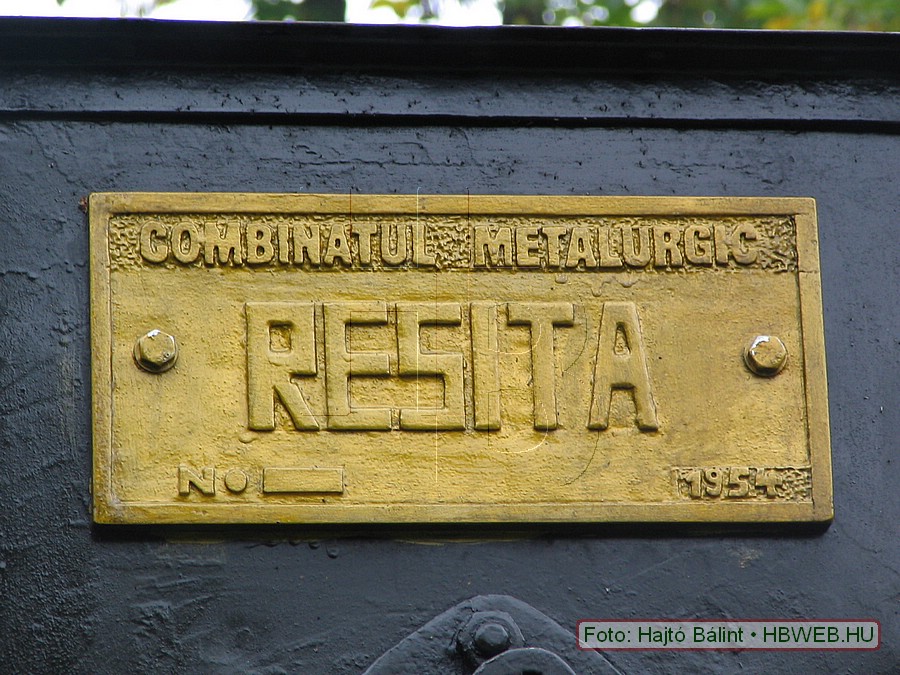 COMBINATUL METALURGIC
RESITA
No
1954
Foto: Hajtó Bálint • HBWEB.HU